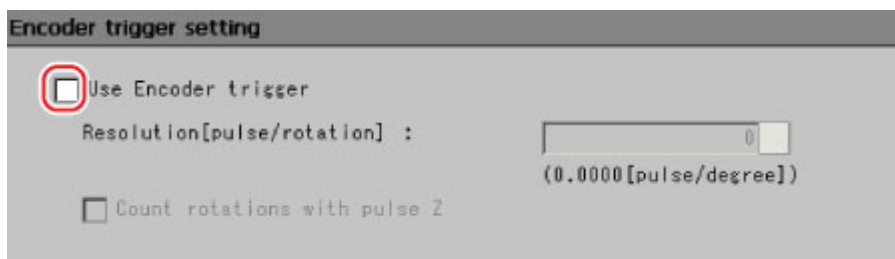 Encoder trigger setting
Use Encoder trigger
Resolution[pulse/rotation] :
0
(0.0000[pulse/degree])
Count rotations with pulse Z